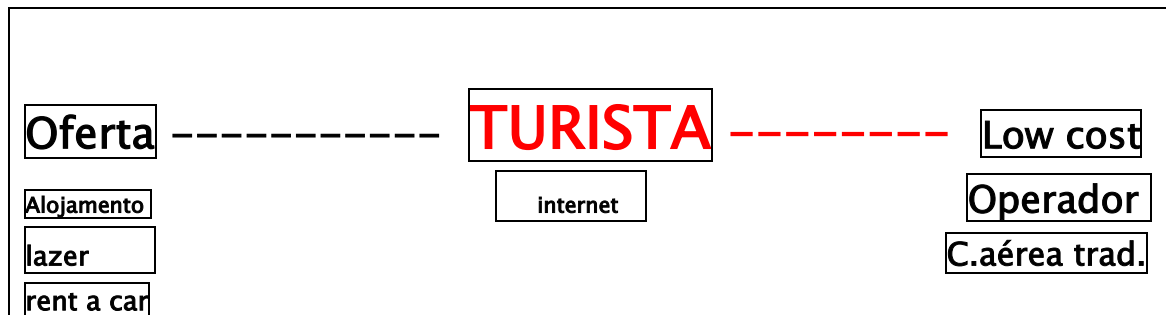 Oferta ----------- TURISTA -------- Low cost
Alojamento internet Operador
lazer C.aérea trad.
rent a car